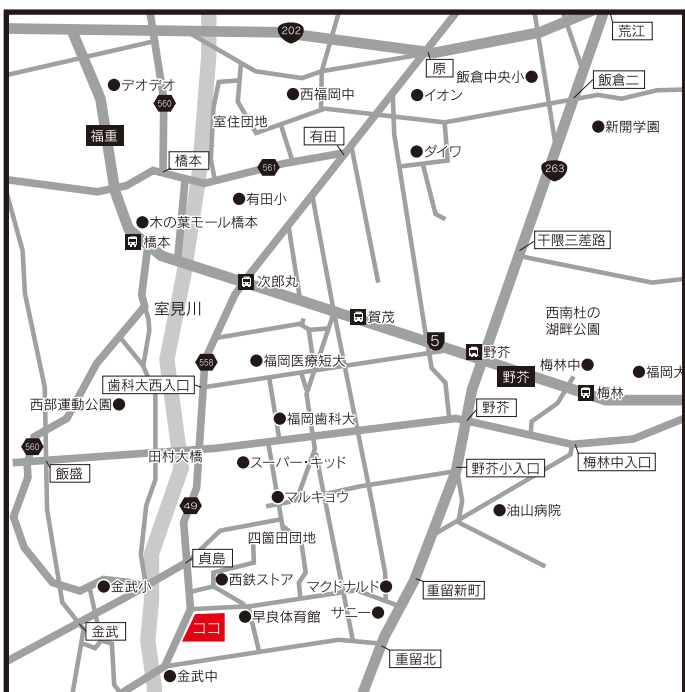 荒江
202
原
飯倉中央小
飯倉二
デオデオ
西福岡中
イオン
560
室住団地
新開学園
福重
有田
ダイワ
橋本
561
263
有田小
木の葉モール橋本
橋本
干隈三差路
次郎丸
室見川
賀茂
西南杜の
湖畔公園
5
野芥
558
福岡医療短大
梅林中
福岡大
野芥
歯科大西入口
梅林
西部運動公園
野芥
福岡歯科大
560
田村大橋
スーパー・キッド
野芥小入口
梅林中入口
飯盛
マルキョウ
49
油山病院
四箇田団地
貞島
西鉄ストア
金武小
マクドナルド
重留新町
ココ
早良体育館
サニー
金武
重留北
金武中